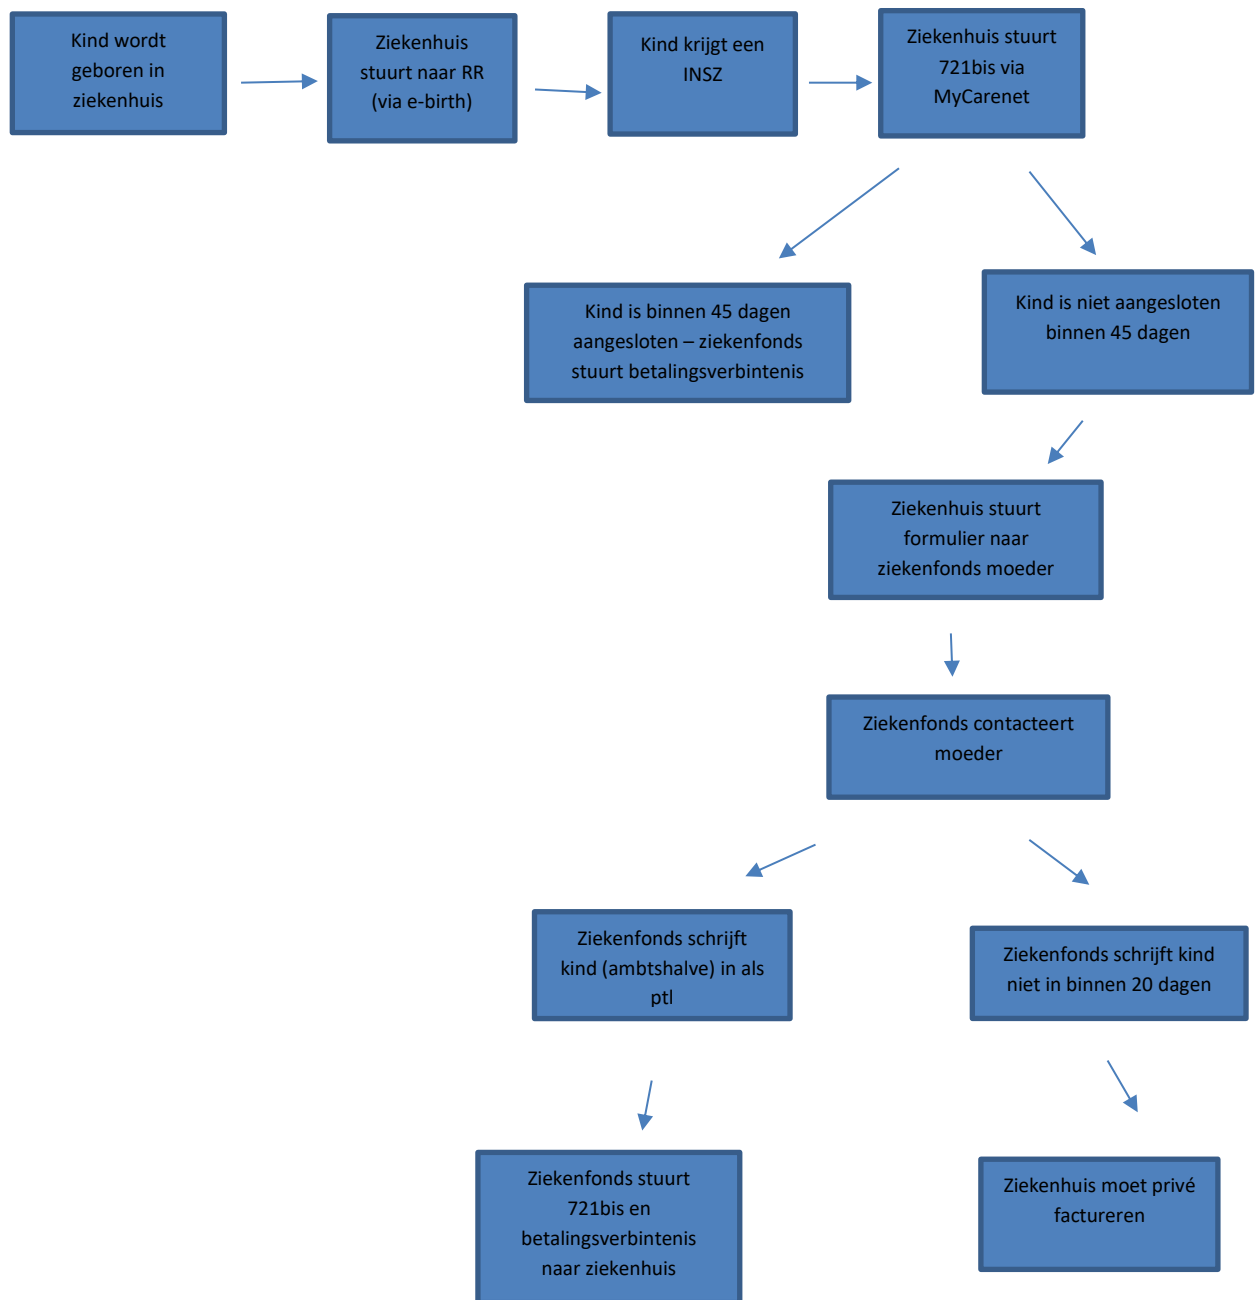 Kind wordt
geboren in
ziekenhuis
Ziekenhuis
stuurt naar RR
(via e-birth)
Kind krijgt een
INSZ
Ziekenhuis stuurt
721bis via
MyCarenet
Kind is binnen 45 dagen
aangesloten – ziekenfonds
stuurt betalingsverbintenis
Kind is niet aangesloten
binnen 45 dagen
Ziekenhuis stuurt
formulier naar
ziekenfonds moeder
Ziekenfonds contacteert
moeder
Ziekenfonds schrijft
kind (ambtshalve) in als
ptl
Ziekenfonds schrijft kind
niet in binnen 20 dagen
Ziekenfonds stuurt
721bis en
betalingsverbintenis
naar ziekenhuis
Ziekenhuis moet privé
factureren